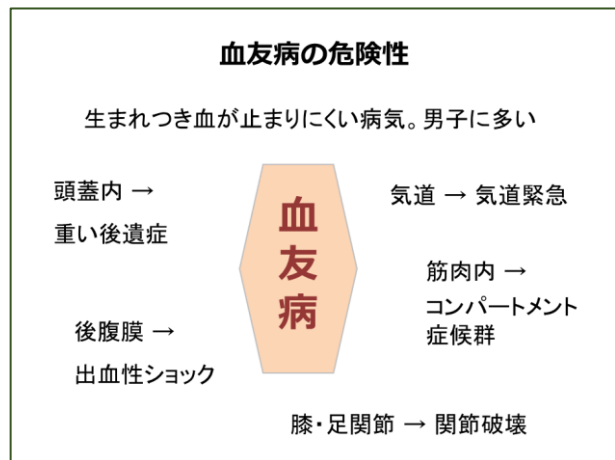 血友病の危険性
生まれつき血が止まりにくい病気。男子に多い
頭蓋内 →
重い後遺症
後腹膜 →
出血性ショック
血友病
気道 → 気道緊急
筋肉内 →
コンパートメント
症候群
膝・足関節 → 関節破壊